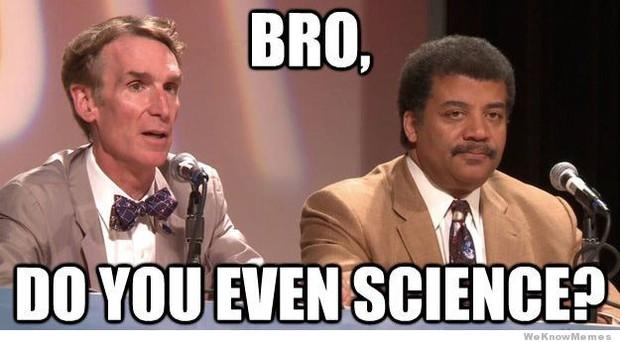 BRO,
DO YOU EVEN SCIENCE?
WeKnowMemes